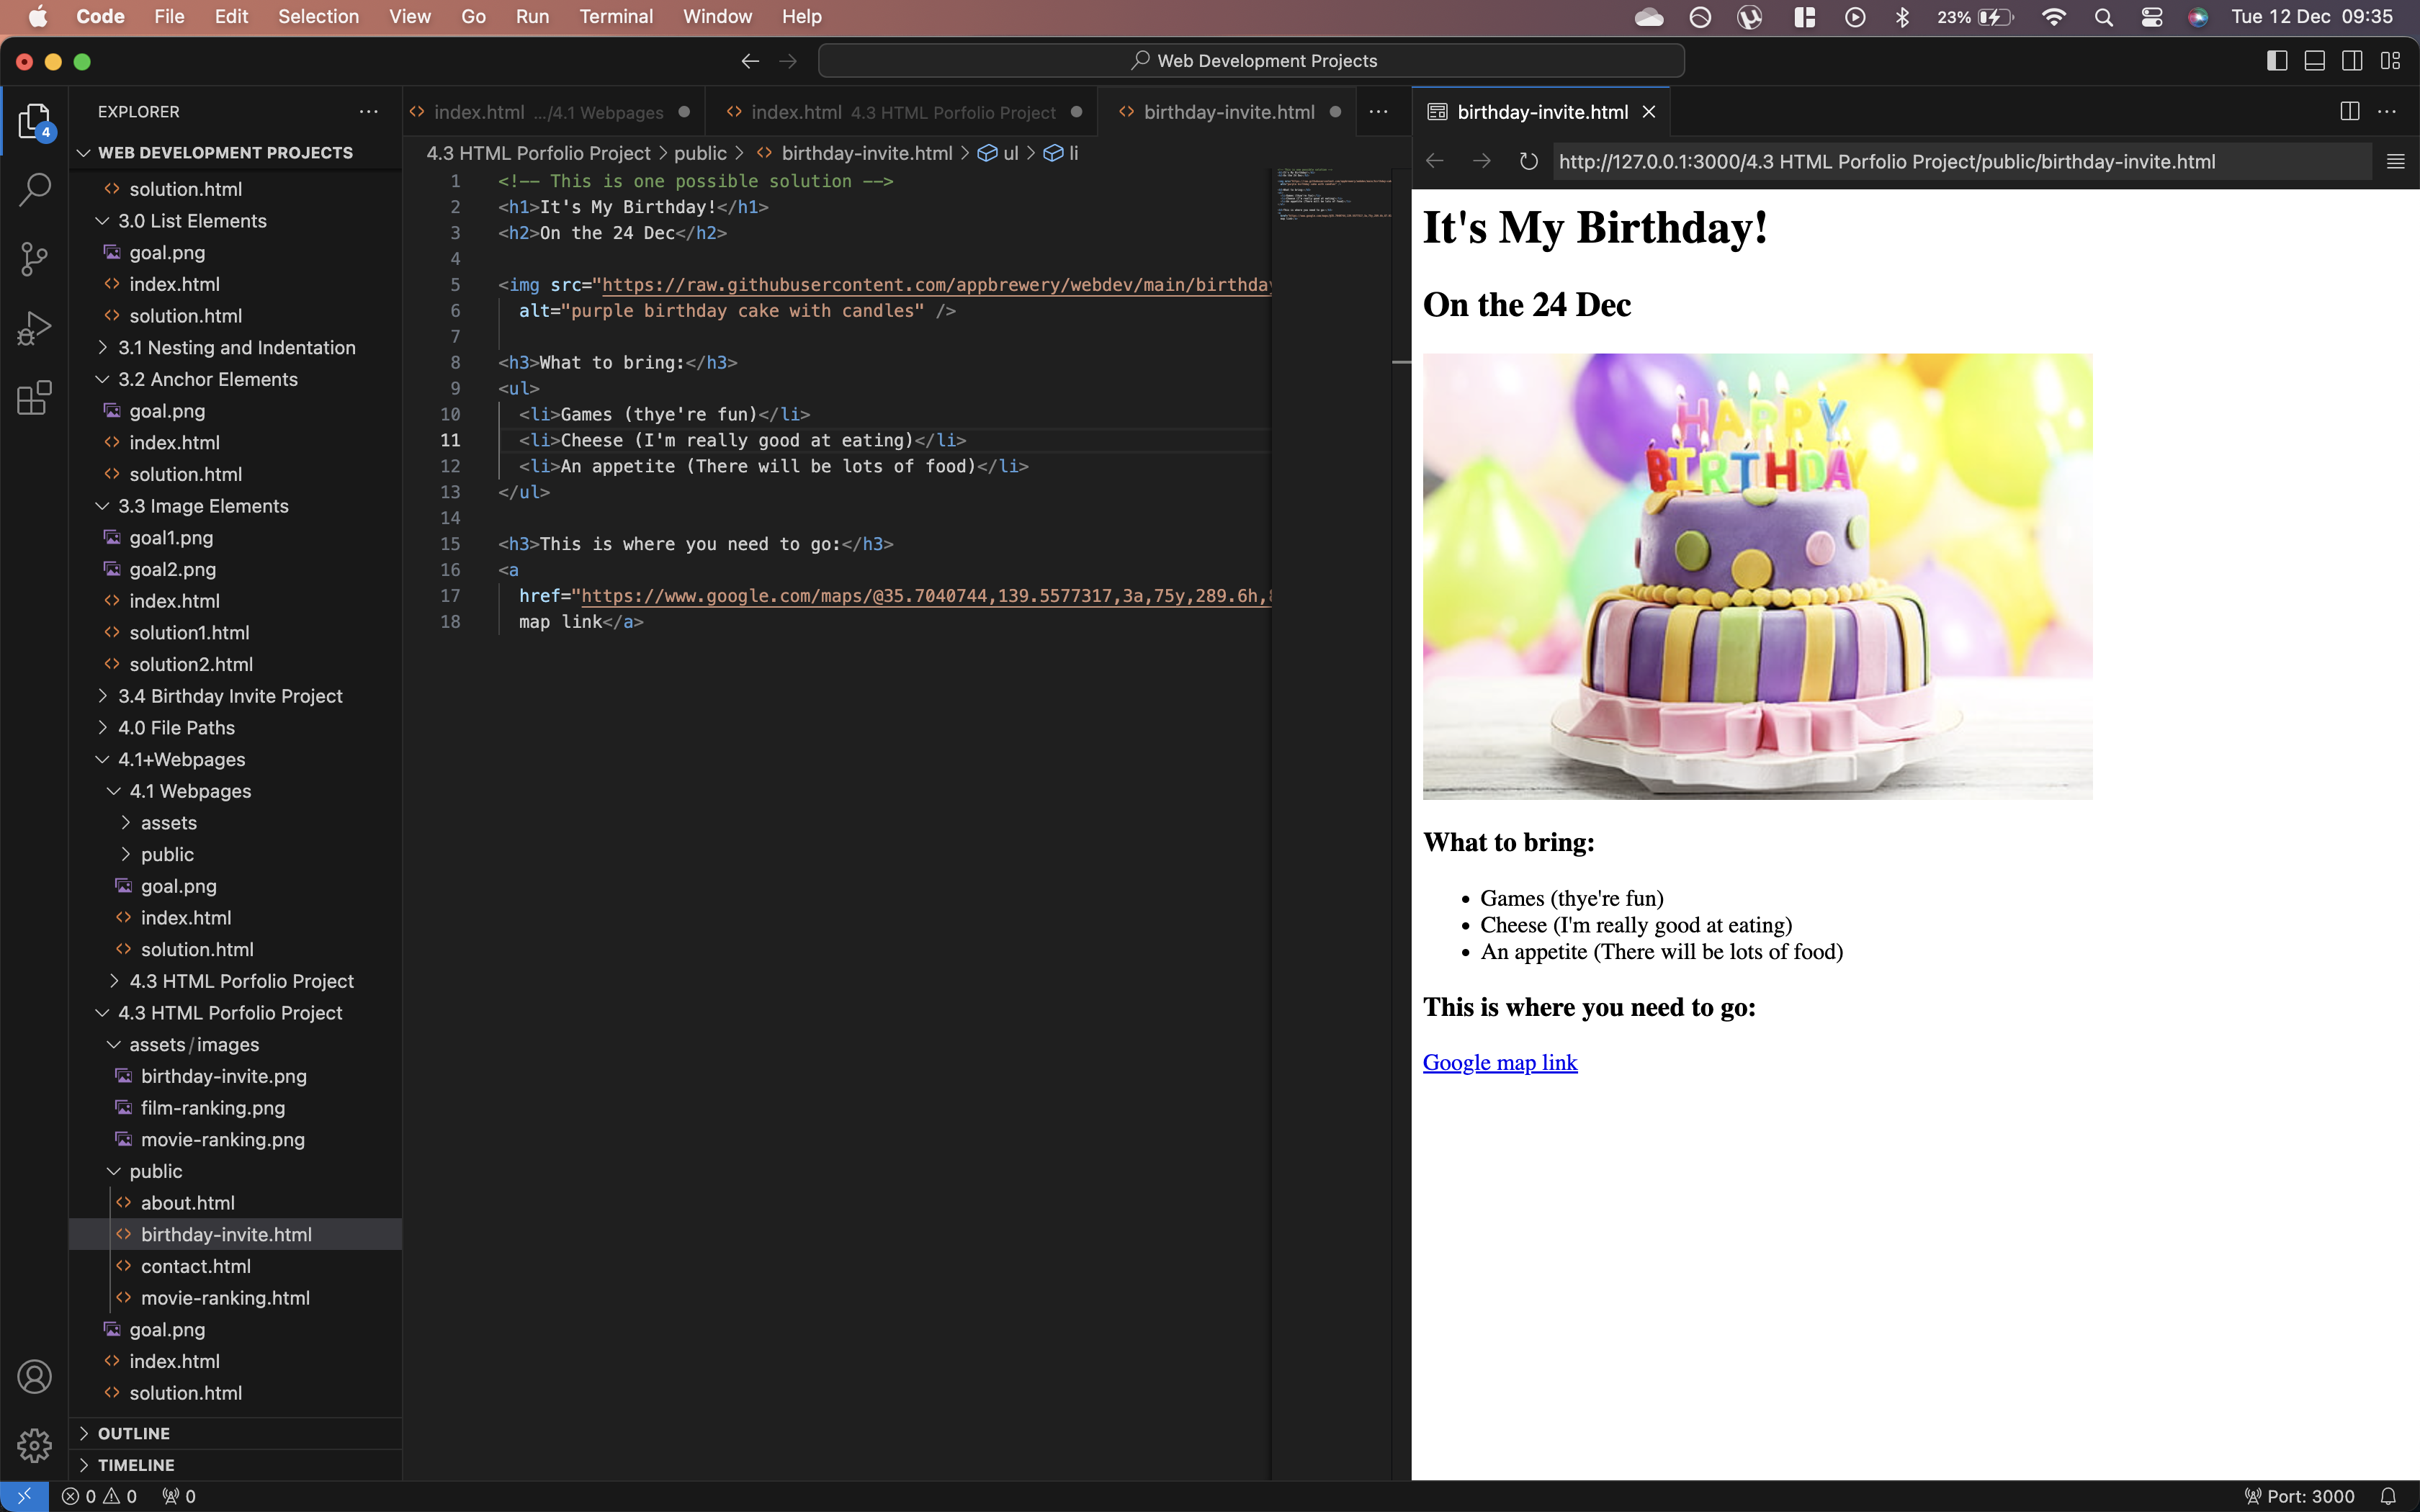 Code File Edit Selection View Go Run Terminal Window Help 23% Tue 12 Dec 09:35
Web Development Projects
EXPLORER
4
WEB DEVELOPMENT PROJECTS
solution.html
3.0 List Elements
goal.png
index.html
solution.html
3.1 Nesting and Indentation
3.2 Anchor Elements
goal.png
index.html
solution.html
3.3 Image Elements
goal1.png
goal2.png
index.html
solution1.html
solution2.html
3.4 Birthday Invite Project
4.0 File Paths
4.1+Webpages
4.1 Webpages
assets
public
goal.png
index.html
solution.html
4.3 HTML Porfolio Project
4.3 HTML Porfolio Project
assets/images
birthday-invite.png
film-ranking.png
movie-ranking.png
public
about.html
birthday-invite.html
contact.html
movie-ranking.html
goal.png
index.html
solution.html
OUTLINE
TIMELINE
index.html .../4.1 Webpages index.html 4.3 HTML Porfolio Project birthday-invite.html
4.3 HTML Porfolio Project > public > birthday-invite.html > ul > li
1 <!-- This is one possible solution -->
2 <h1>It's My Birthday!</h1>
3 <h2>On the 24 Dec</h2>
4
5 <img src="https://raw.githubusercontent.com/appbrewery/webdev/main/birthday
6 alt="purple birthday cake with candles" />
7
8 <h3>What to bring:</h3>
9 <ul>
10 <li>Games (thye're fun)</li>
11 <li>Cheese (I'm really good at eating)</li>
12 <li>An appetite (There will be lots of food)</li>
13 </ul>
14
15 <h3>This is where you need to go:</h3>
16 <a
17 href="https://www.google.com/maps/@35.7040744,139.5577317,3a,75y,289.6h,
18 map link</a>
birthday-invite.html
http://127.0.0.1:3000/4.3 HTML Porfolio Project/public/birthday-invite.html
It's My Birthday!
On the 24 Dec
HAPPY
BIRTHDAY
What to bring:
Games (thye're fun)
Cheese (I'm really good at eating)
An appetite (There will be lots of food)
This is where you need to go:
Google map link
0 0 0 Port: 3000